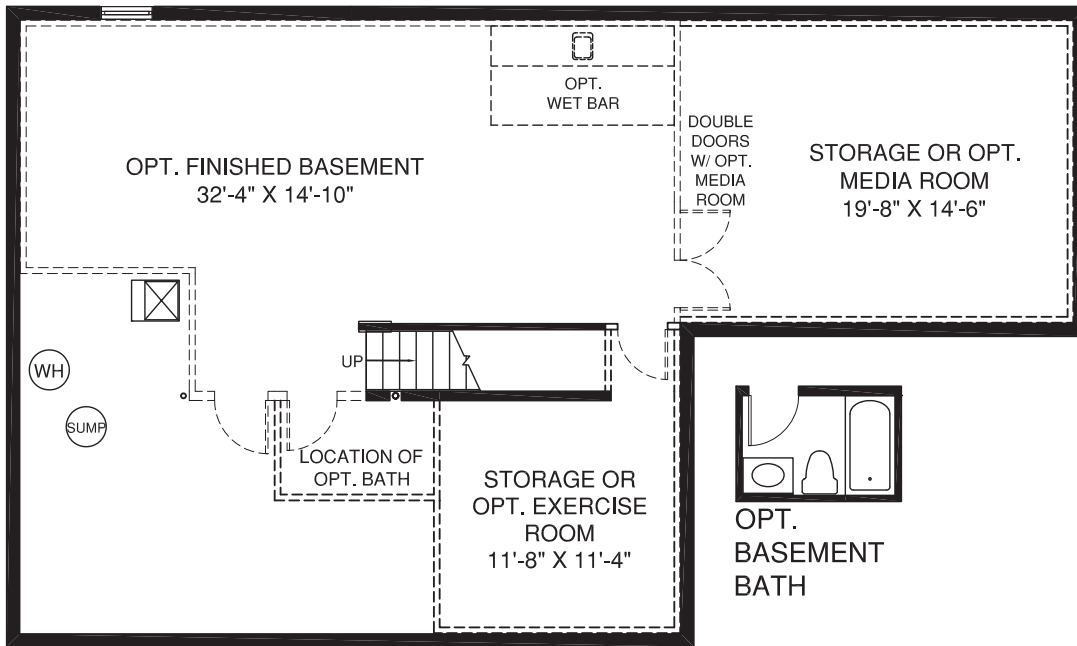 OPT.
WET BAR
DOUBLE
DOORS
W/ OPT.
MEDIA
ROOM
OPT. FINISHED BASEMENT
32'-4" X 14'-10"
STORAGE OR OPT.
MEDIA ROOM
19'-8" X 14'-6"
UP
WH
SUMP
LOCATION OF
OPT. BATH
STORAGE OR
OPT. EXERCISE
ROOM
11'-8" X 11'-4"
OPT.
BASEMENT
BATH